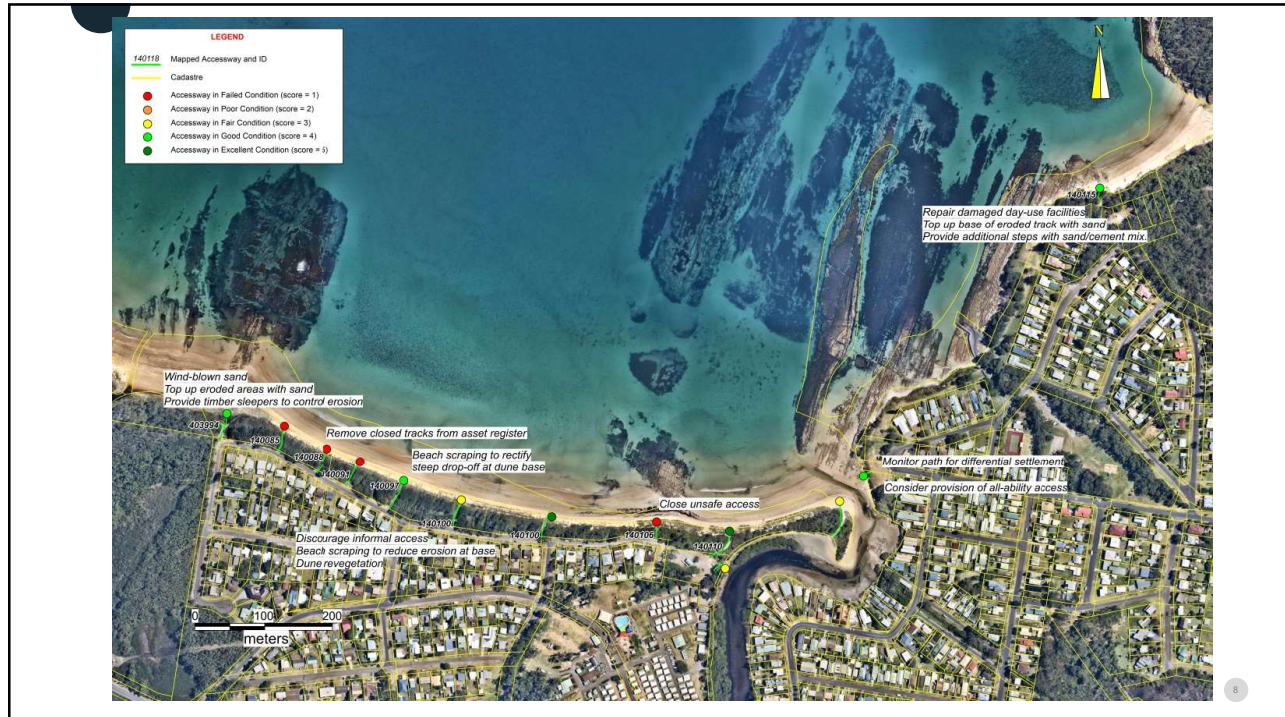 LEGEND
140118 Mapped Accessway and ID
Cadastre
Accessway in Failed Condition (score = 1)
Accessway in Poor Condition (score = 2)
Accessway in Fair Condition (score = 3)
Accessway in Good Condition (score = 4)
Accessway in Excellent Condition (score = 5)
N
140115
Repair damaged day-use facilities
Top up base of eroded track with sand
Provide additional steps with sand/cement mix.
Wind-blown sand
Top up eroded areas with sand
Provide timber sleepers to control erosion
403994
140085
Remove closed tracks from asset register
140088
140091
Beach scraping to rectify
steep drop-off at dune base
140097
Monitor path for differential settlement
Consider provision of all-ability access
Close unsafe access
140100
140100
140106
140110
Discourage informal access
Beach scraping to reduce erosion at base
Dune revegetation
0 100 200
meters
8